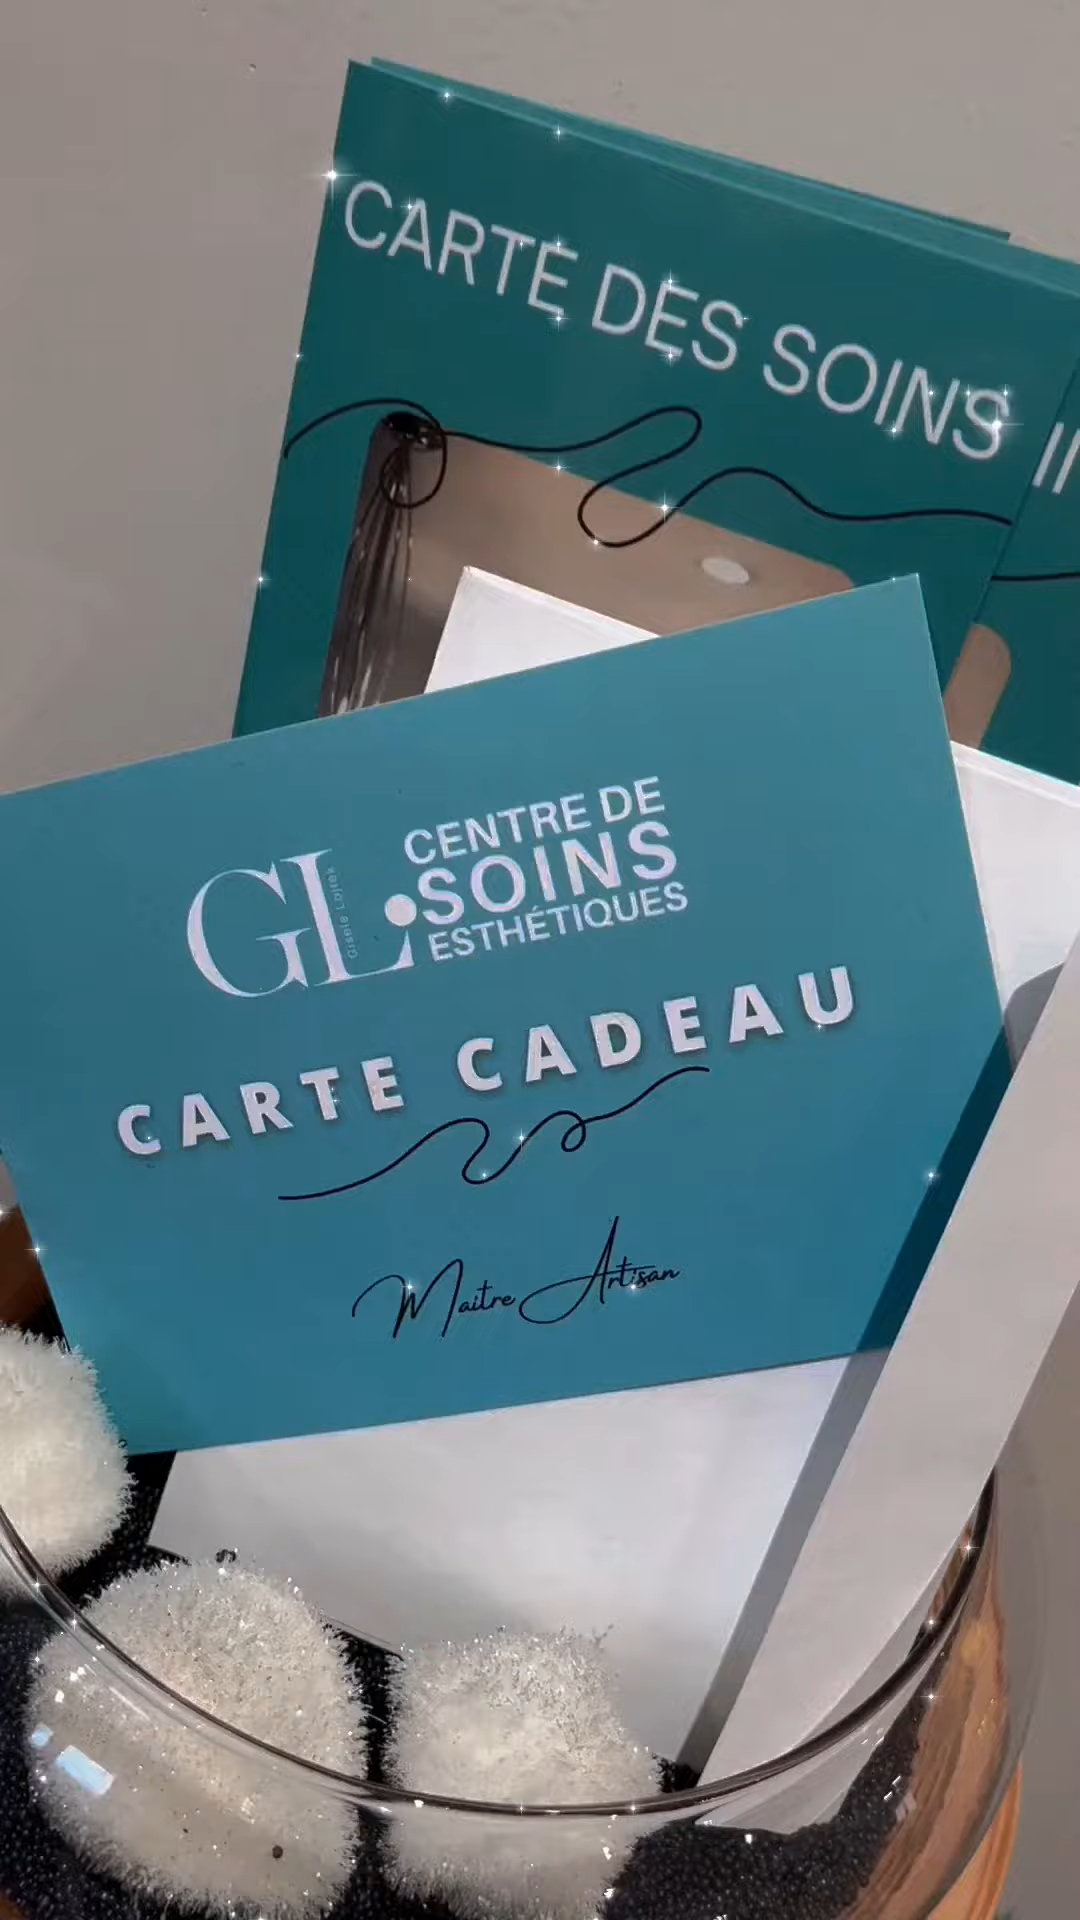 CARTE DES SOINS
GL
CENTRE DE
SOINS
ESTHÉTIQUES
CARTE CADEAU
Maitre Artisan